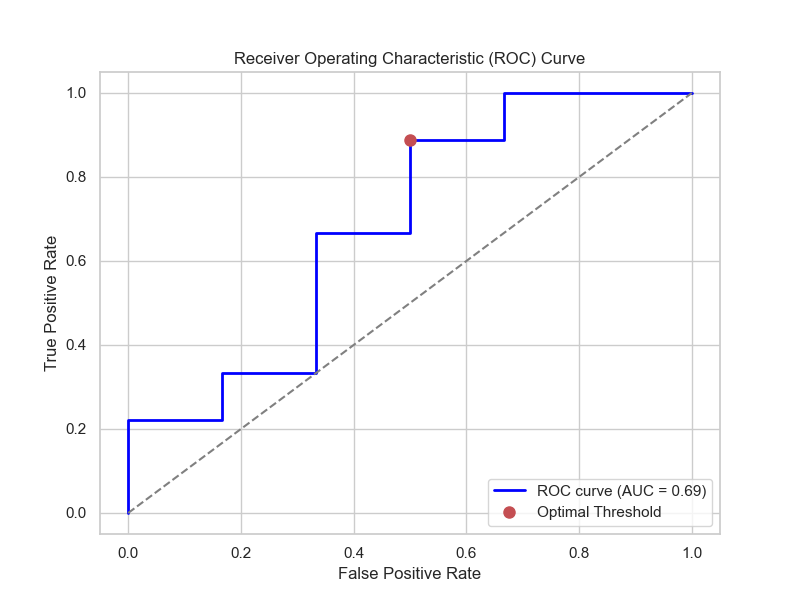 Receiver Operating Characteristic (ROC) Curve
True Positive Rate
1.0
0.8
0.6
0.4
0.2
0.0
ROC curve (AUC = 0.69)
Optimal Threshold
0.0 0.2 0.4 0.6 0.8 1.0
False Positive Rate